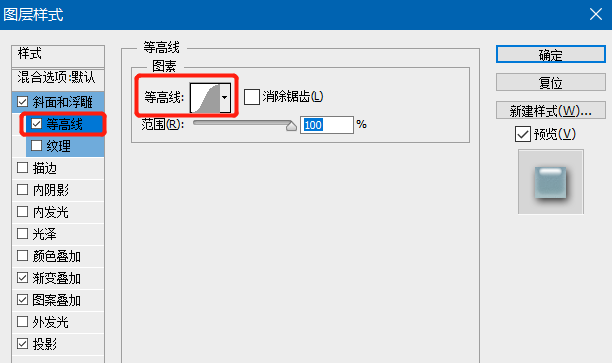 图层样式
样式
混合选项:默认
斜面和浮雕
等高线
纹理
描边
内阴影
内发光
光泽
颜色叠加
渐变叠加
图案叠加
外发光
投影
等高线
图素
等高线:
消除锯齿(L)
范围(R):
100
%
确定
复位
新建样式(W)...
预览(V)